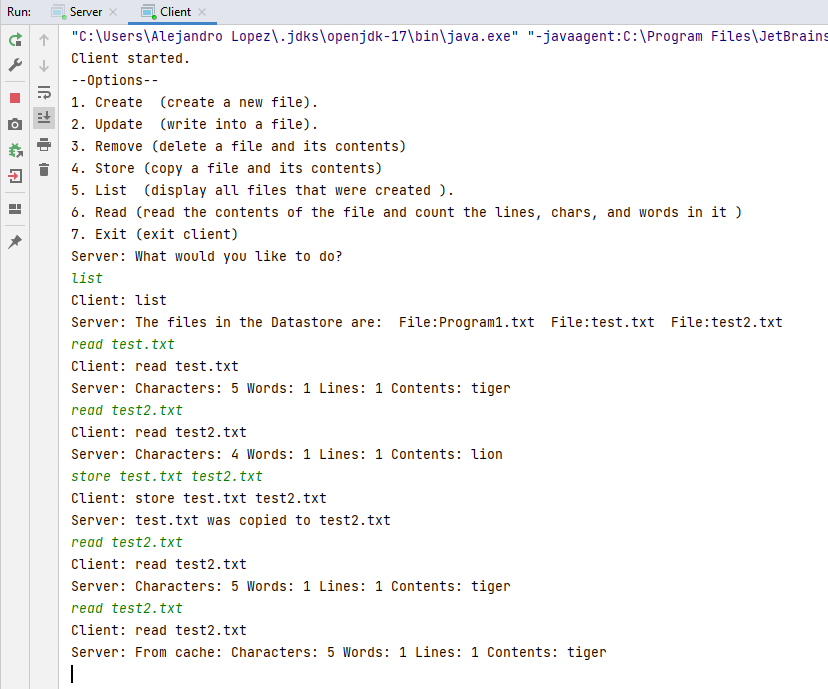 Run: Server Client
"C:\Users\Alejandro Lopez\.jdks\openjdk-17\bin\java.exe" "-javaagent:C:\Program Files\JetBrains
Client started.
--Options--
1. Create  (create a new file).
2. Update  (write into a file).
3. Remove (delete a file and its contents)
4. Store (copy a file and its contents)
5. List  (display all files that were created ).
6. Read (read the contents of the file and count the lines, chars, and words in it )
7. Exit (exit client)
Server: What would you like to do?
list
Client: list
Server: The files in the Datastore are:  File:Program1.txt  File:test.txt  File:test2.txt
read test.txt
Client: read test.txt
Server: Characters: 5 Words: 1 Lines: 1 Contents: tiger
read test2.txt
Client: read test2.txt
Server: Characters: 4 Words: 1 Lines: 1 Contents: lion
store test.txt test2.txt
Client: store test.txt test2.txt
Server: test.txt was copied to test2.txt
read test2.txt
Client: read test2.txt
Server: Characters: 5 Words: 1 Lines: 1 Contents: tiger
read test2.txt
Client: read test2.txt
Server: From cache: Characters: 5 Words: 1 Lines: 1 Contents: tiger